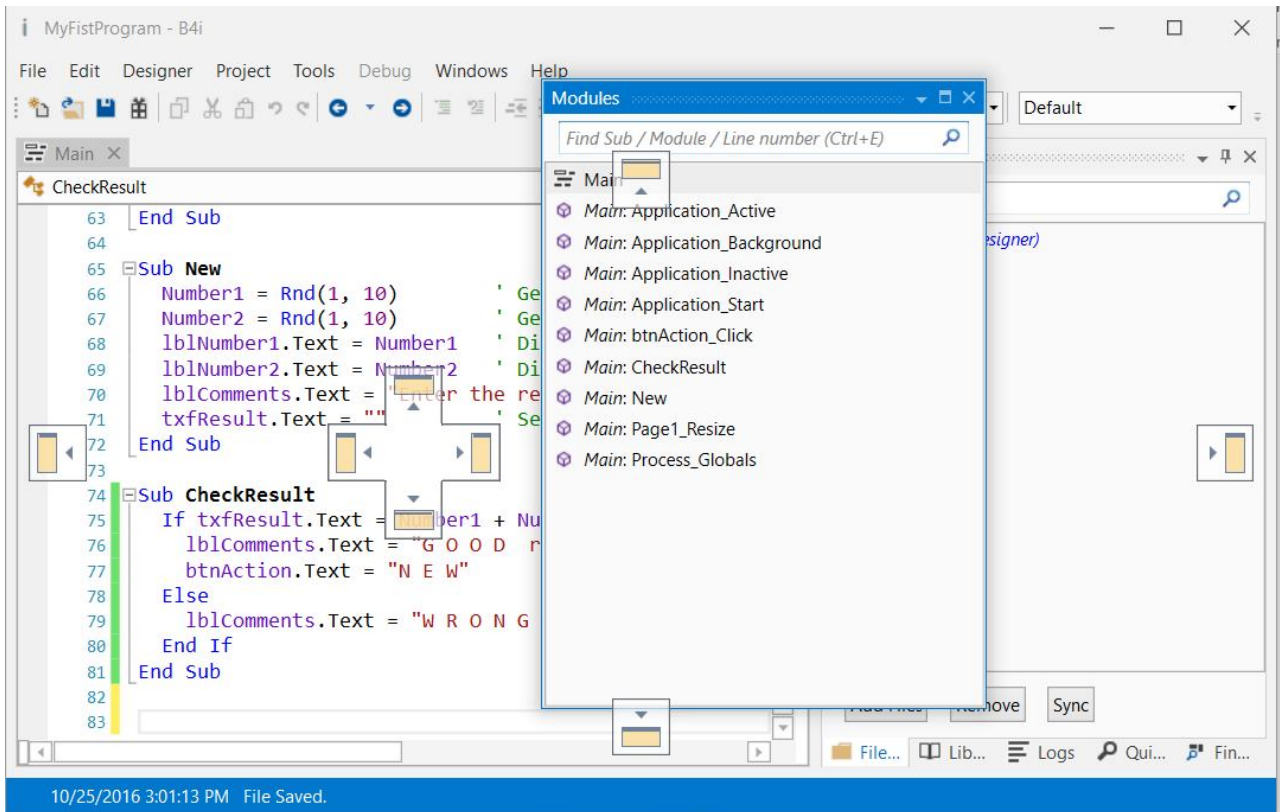 MyFistProgram - B4i
File Edit Designer Project Tools Debug Windows Help
Default
Main
CheckResult
63 End Sub
64
65 Sub New
66 Number1 = Rnd(1, 10) ' Ge
67 Number2 = Rnd(1, 10) ' Ge
68 lblNumber1.Text = Number1 ' Di
69 lblNumber2.Text = Number2 ' Di
70 lblComments.Text = "Enter the re
71 txfResult.Text = "" ' Se
72 End Sub
73
74 Sub CheckResult
75 If txfResult.Text = Number1 + Nu
76 lblComments.Text = "G O O D r
77 btnAction.Text = "N E W"
78 Else
79 lblComments.Text = "W R O N G
80 End If
81 End Sub
82
83
Modules
Find Sub / Module / Line number (Ctrl+E)
Main
Main: Application_Active
Main: Application_Background
Main: Application_Inactive
Main: Application_Start
Main: btnAction_Click
Main: CheckResult
Main: New
Main: Page1_Resize
Main: Process_Globals
esigner)
Sync
File... Lib... Logs Qui... Fin...
10/25/2016 3:01:13 PM File Saved.